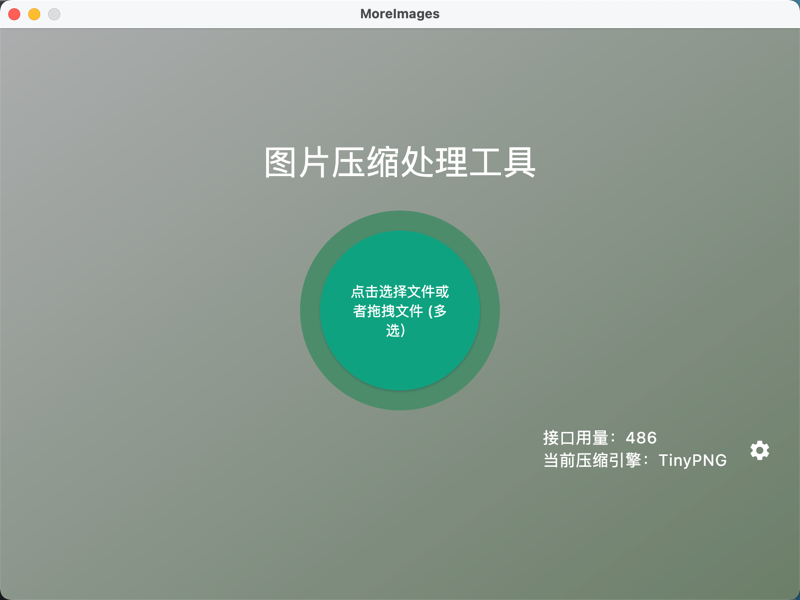 MoreImages
图片压缩处理工具
点击选择文件或
者拖拽文件 (多
选)
接口用量：486
当前压缩引擎：TinyPNG